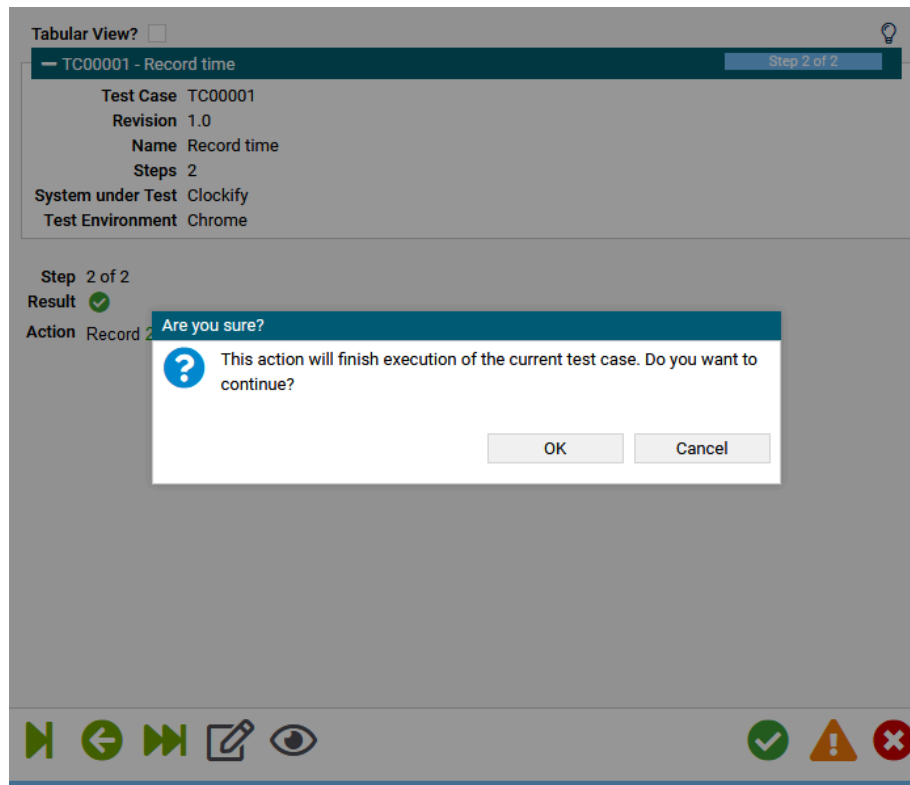 Tabular View?
TC00001 - Record time
Step 2 of 2
Test Case TC00001
Revision 1.0
Name Record time
Steps 2
System under Test Clockify
Test Environment Chrome
Step 2 of 2
Result
Action Record 2
Are you sure?
This action will finish execution of the current test case. Do you want to
continue?
OK
Cancel